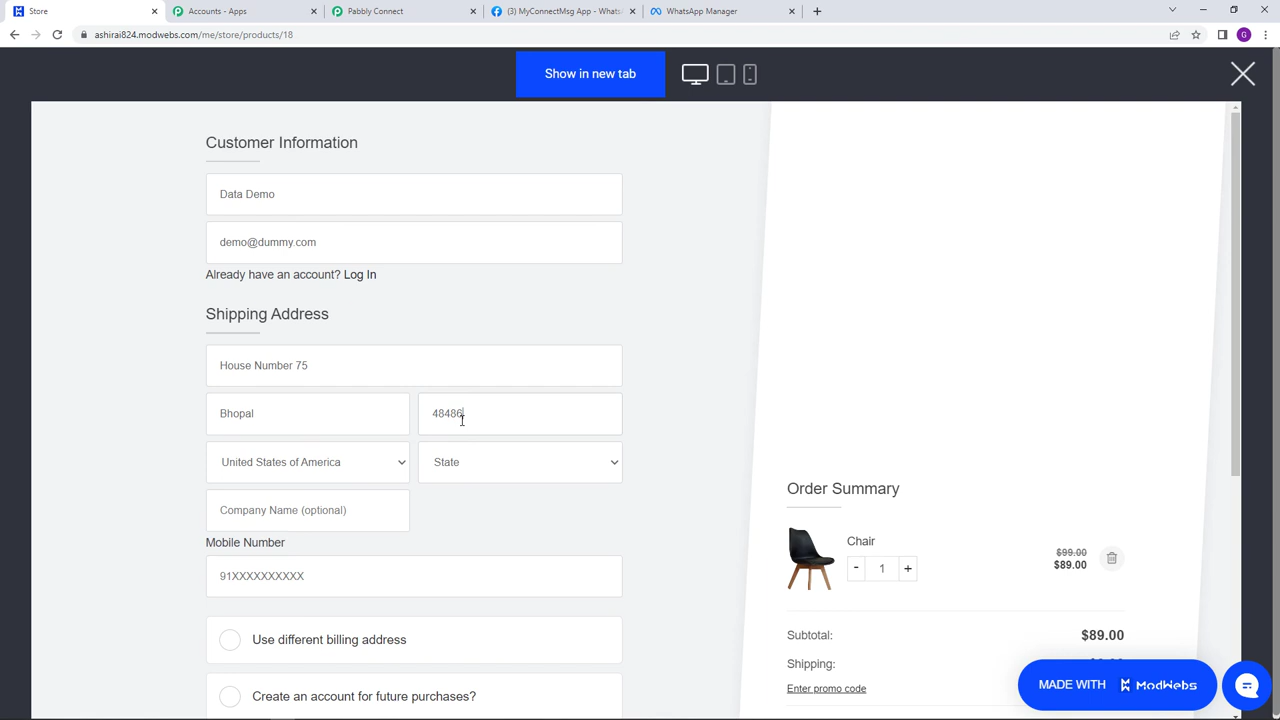 Store
Accounts - Apps
Pabbly Connect
(3) MyConnectMsg App - Whats
WhatsApp Manager
ashirai824.modwebs.com/me/store/products/18
G
Show in new tab
Customer Information
Data Demo
demo@dummy.com
Already have an account? Log In
Shipping Address
House Number 75
Bhopal
48486
United States of America
State
Company Name (optional)
Mobile Number
91XXXXXXXXXX
Use different billing address
Create an account for future purchases?
Order Summary
Chair
- 1 +
$99.00
$89.00
Subtotal: $89.00
Shipping:
Enter promo code
MADE WITH ModWebs